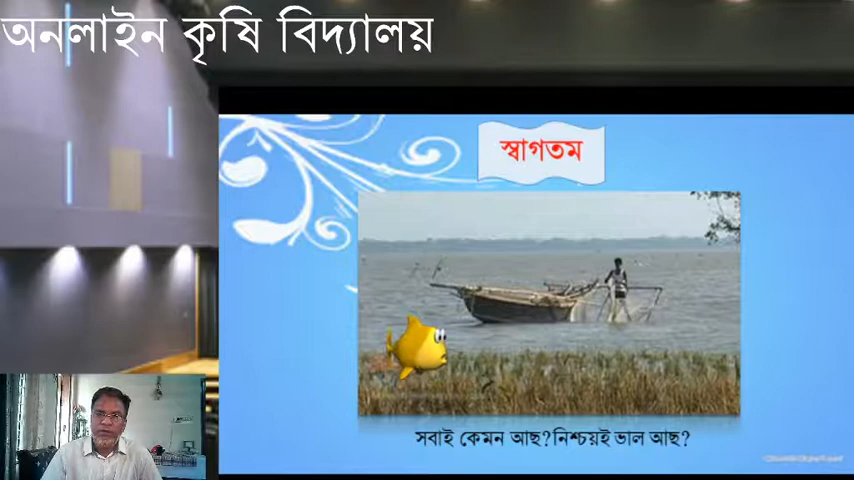 অনলাইন কৃষি বিদ্যালয়
স্বাগতম
সবাই কেমন আছ?নিশ্চয়ই ভাল আছ?